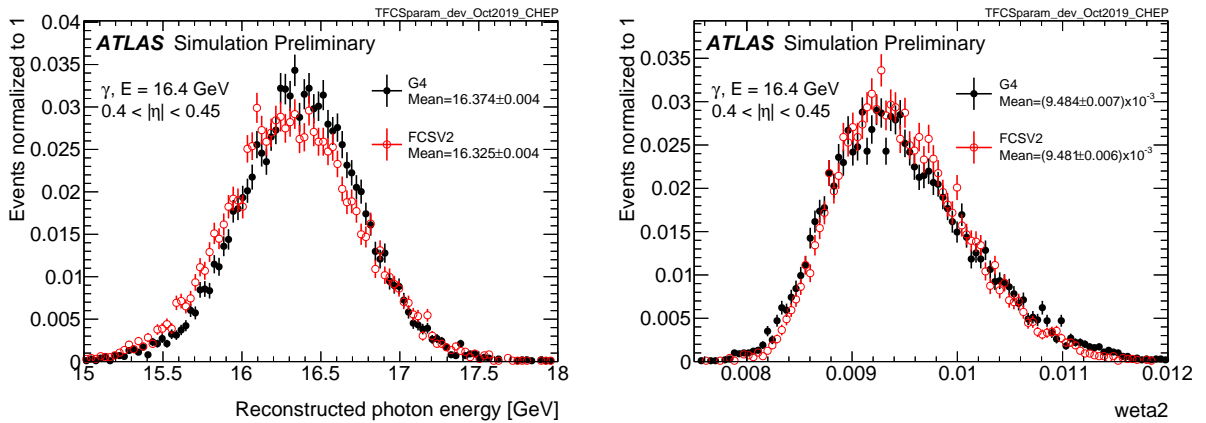 TFCSparam_dev_Oct2019_CHEP
ATLAS Simulation Preliminary
γ, E = 16.4 GeV
0.4 < |η| < 0.45
G4
Mean=16.374±0.004
FCSV2
Mean=16.325±0.004
Events normalized to 1
0.04
0.035
0.03
0.025
0.02
0.015
0.01
0.005
0
15 15.5 16 16.5 17 17.5 18
Reconstructed photon energy [GeV]
TFCSparam_dev_Oct2019_CHEP
ATLAS Simulation Preliminary
γ, E = 16.4 GeV
0.4 < |η| < 0.45
G4
Mean=(9.484±0.007)x10⁻³
FCSV2
Mean=(9.481±0.006)x10⁻³
Events normalized to 1
0.04
0.035
0.03
0.025
0.02
0.015
0.01
0.005
0
0.008 0.009 0.01 0.011 0.012
weta2